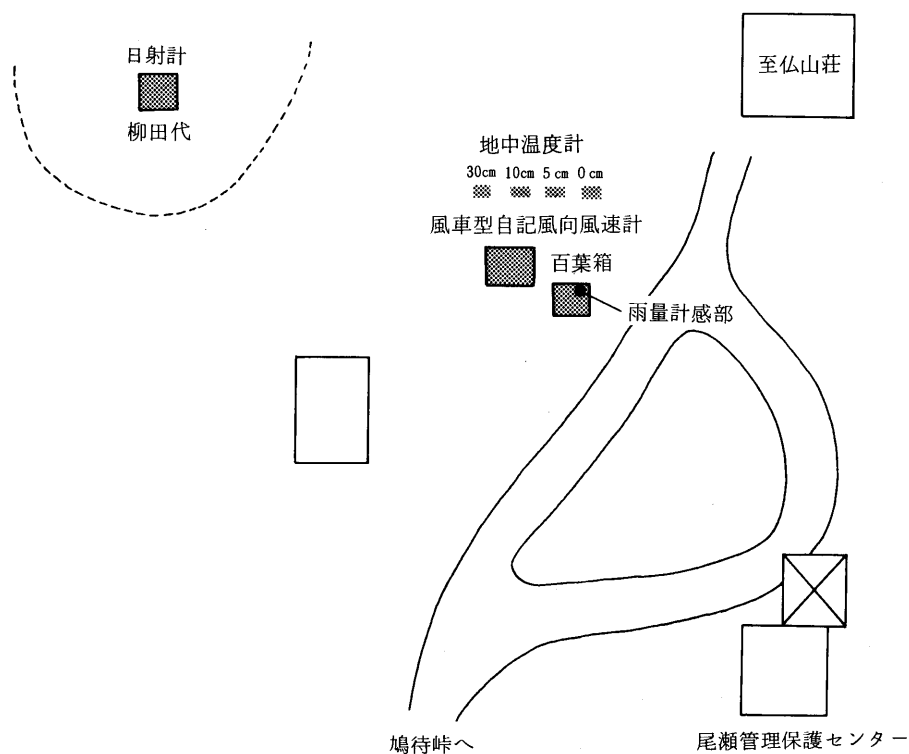 日射計
柳田代
至仏山荘
地中温度計
30cm 10cm 5cm 0cm
風車型自記風向風速計
百葉箱
雨量計感部
鳩待峠へ
尾瀬管理保護センター